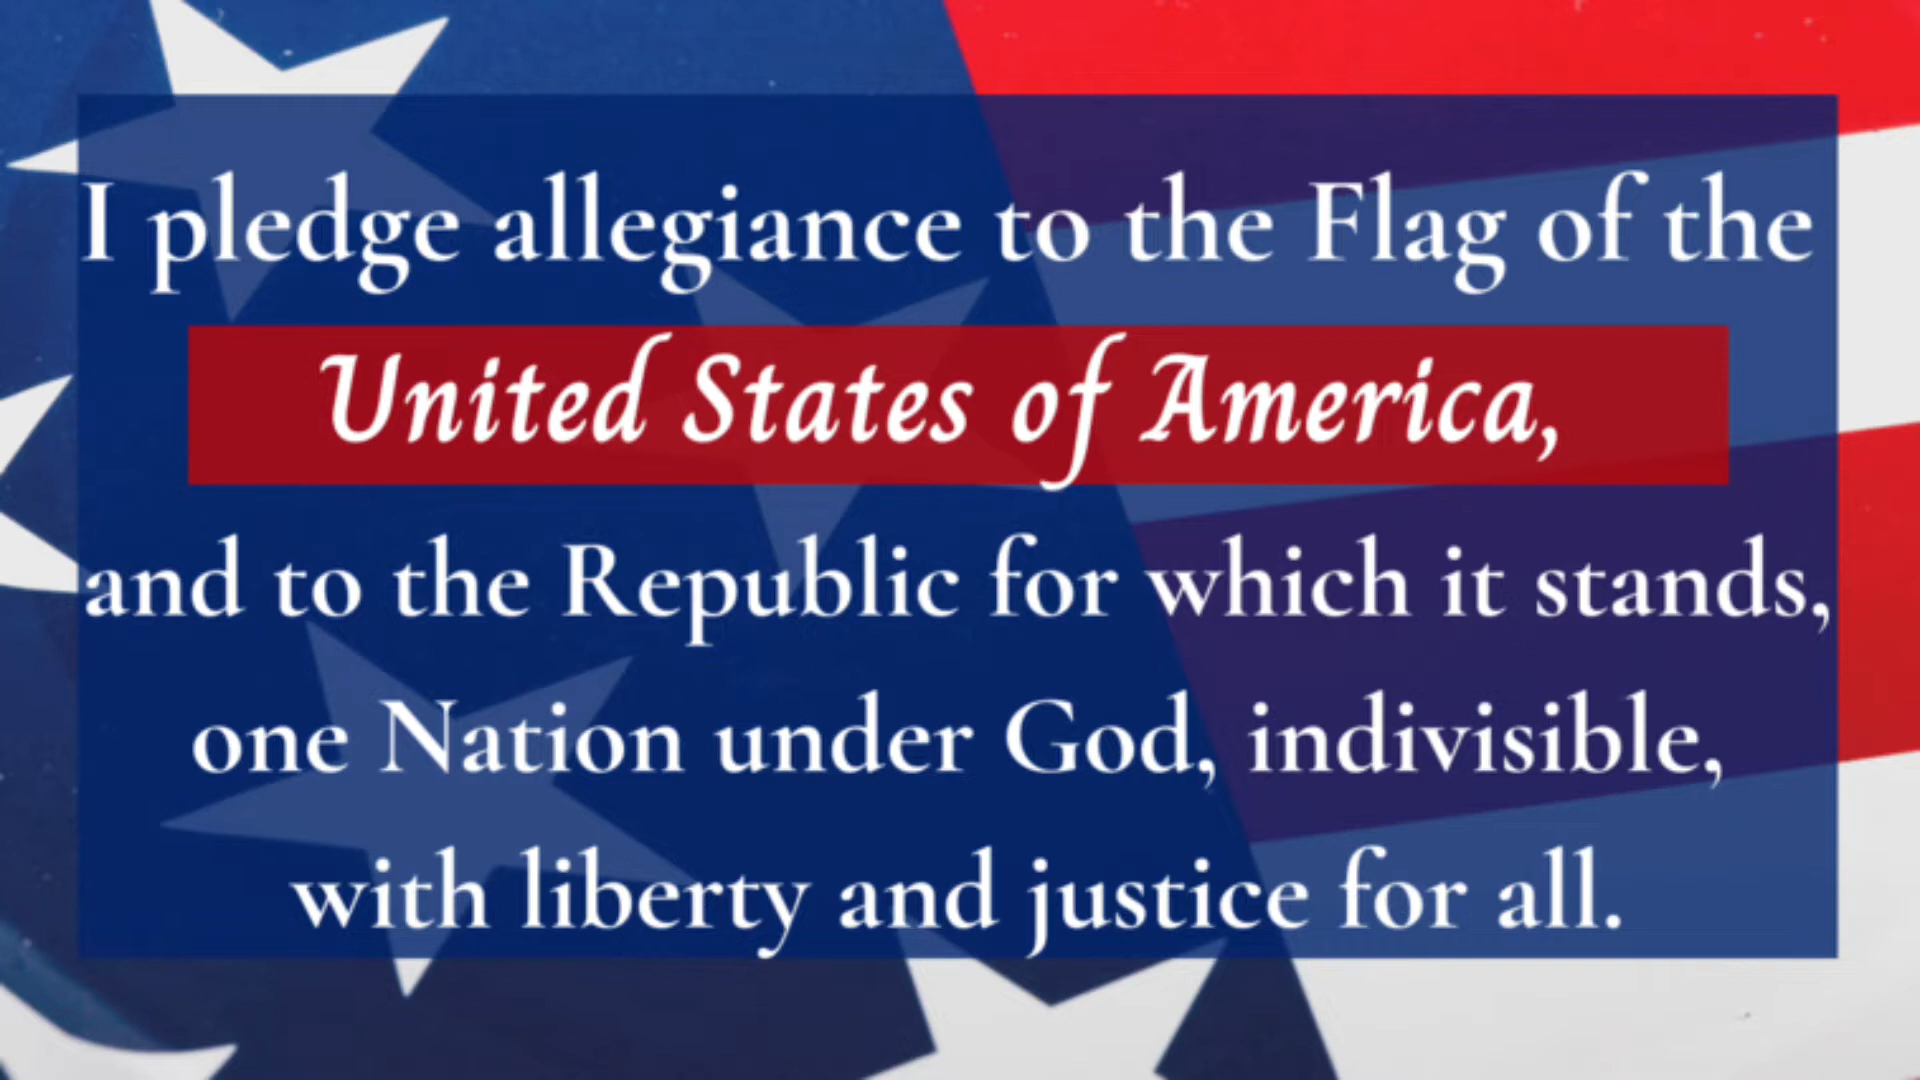 I pledge allegiance to the Flag of the
United States of America,
and to the Republic for which it stands,
one Nation under God, indivisible,
with liberty and justice for all.